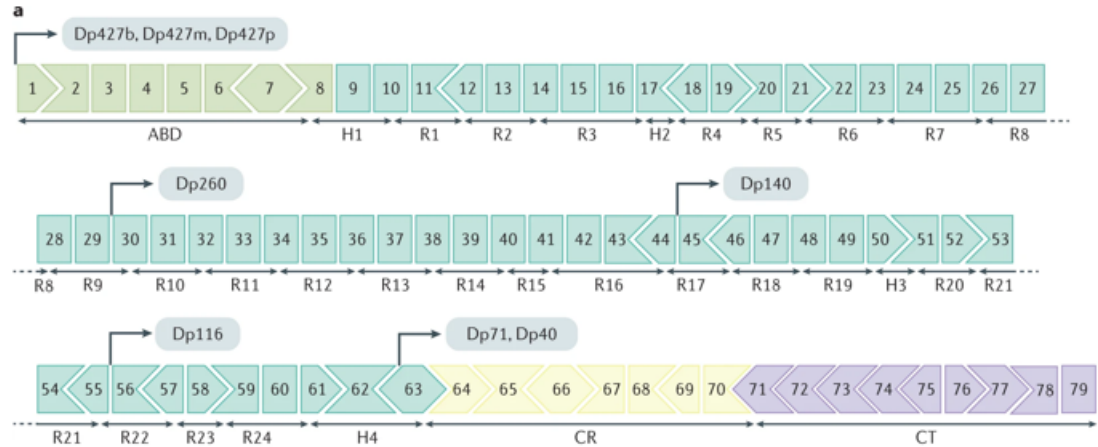 a
Dp427b, Dp427m, Dp427p
1 2 3 4 5 6 7 8 9 10 11 12 13 14 15 16 17 18 19 20 21 22 23 24 25 26 27
ABD H1 R1 R2 R3 H2 R4 R5 R6 R7 R8
Dp260 Dp140
28 29 30 31 32 33 34 35 36 37 38 39 40 41 42 43 44 45 46 47 48 49 50 51 52 53
R8 R9 R10 R11 R12 R13 R14 R15 R16 R17 R18 R19 H3 R20 R21
Dp116 Dp71, Dp40
54 55 56 57 58 59 60 61 62 63 64 65 66 67 68 69 70 71 72 73 74 75 76 77 78 79
R21 R22 R23 R24 H4 CR CT